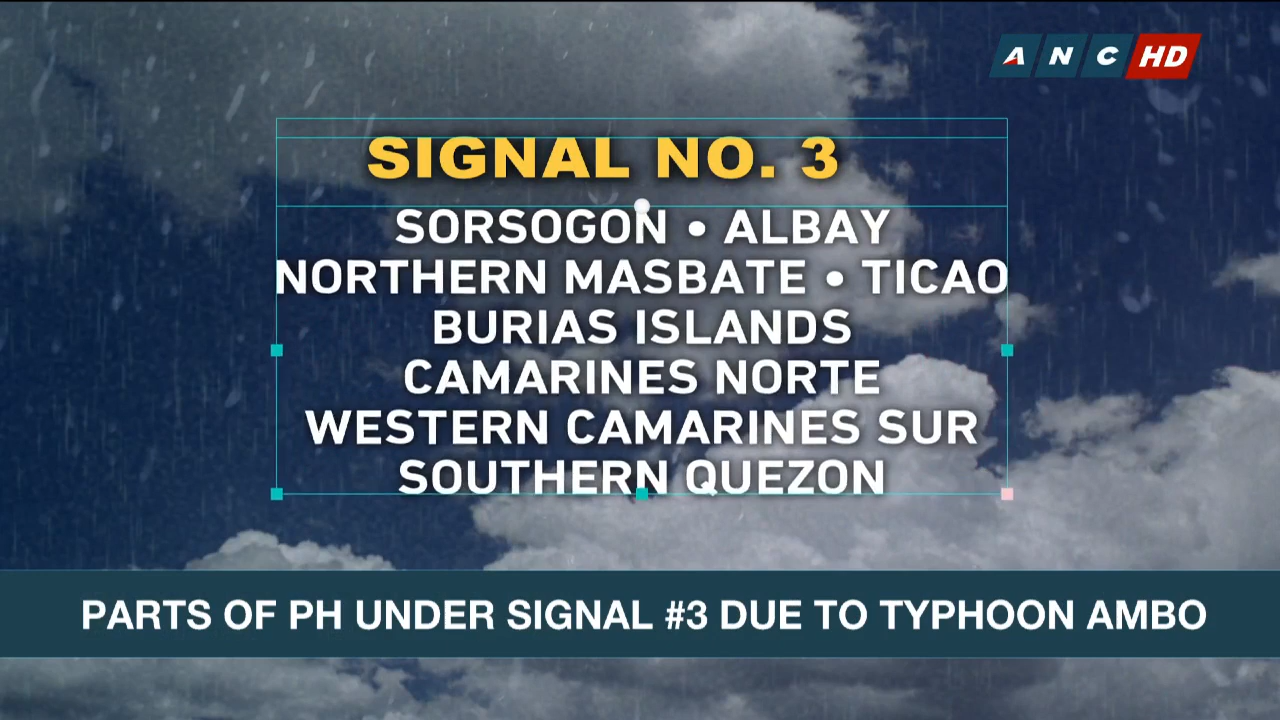 ANC HD
SIGNAL NO. 3
SORSOGON • ALBAY
NORTHERN MASBATE • TICAO
BURIAS ISLANDS
CAMARINES NORTE
WESTERN CAMARINES SUR
SOUTHERN QUEZON
PARTS OF PH UNDER SIGNAL #3 DUE TO TYPHOON AMBO